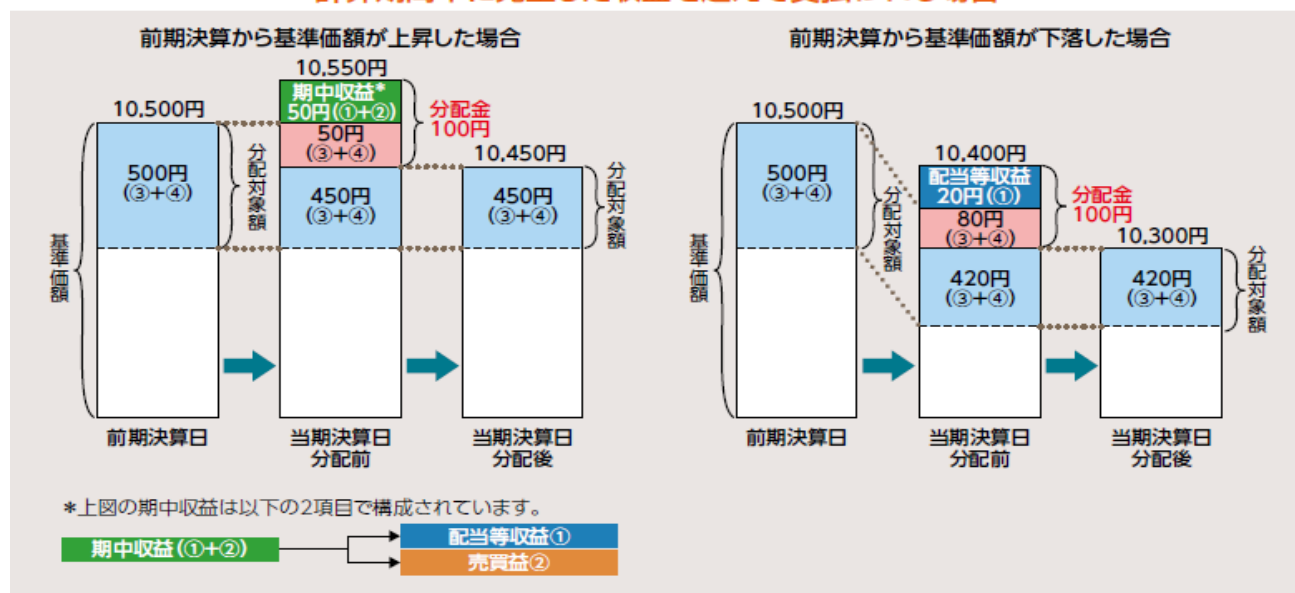 前期決算から基準価額が上昇した場合
10,500円
500円
(③+④)
分配対象額
基準価額
前期決算日
10,550円
期中収益*
50円(①+②)
50円
(③+④)
450円
(③+④)
分配金
100円
当期決算日
分配前
10,450円
450円
(③+④)
分配対象額
当期決算日
分配後
前期決算から基準価額が下落した場合
10,500円
500円
(③+④)
分配対象額
基準価額
前期決算日
10,400円
配当等収益
20円(①)
80円
(③+④)
420円
(③+④)
分配金
100円
当期決算日
分配前
10,300円
420円
(③+④)
分配対象額
当期決算日
分配後
*上図の期中収益は以下の2項目で構成されています。
期中収益(①+②)
配当等収益①
売買益②